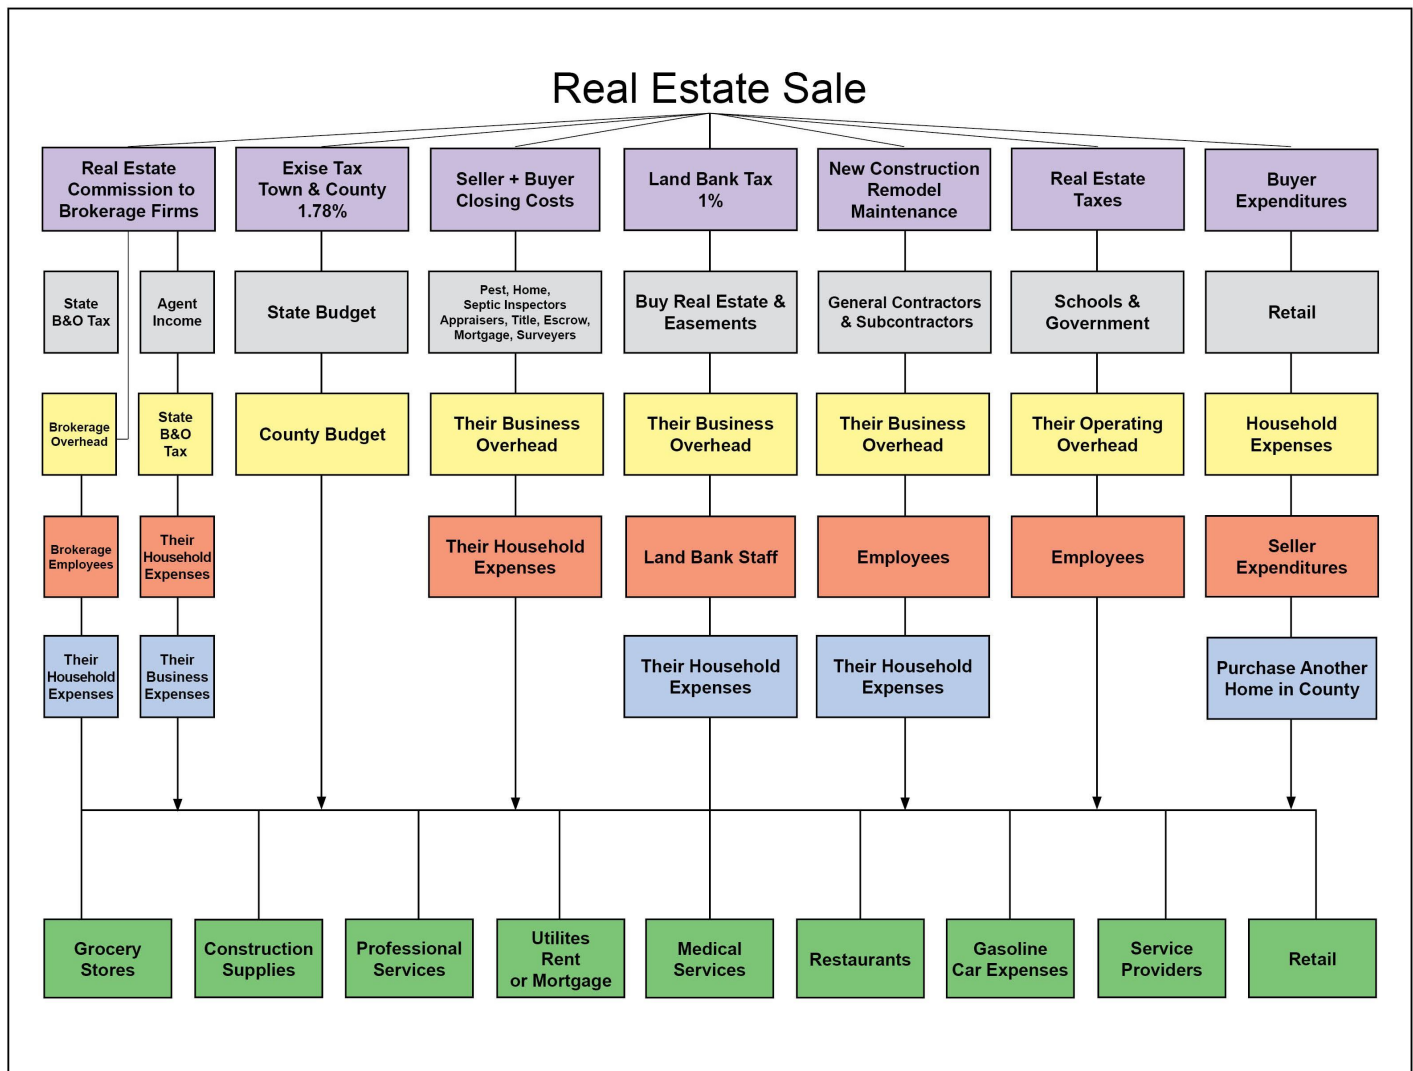 Real Estate Sale
Real Estate
Commission to
Brokerage Firms
Exise Tax
Town & County
1.78%
Seller + Buyer
Closing Costs
Land Bank Tax
1%
New Construction
Remodel
Maintenance
Real Estate
Taxes
Buyer
Expenditures
State
B&O Tax
Agent
Income
State Budget
Pest, Home,
Septic Inspectors
Appraisers, Title, Escrow,
Mortgage, Surveyers
Buy Real Estate &
Easements
General Contractors
& Subcontractors
Schools &
Government
Retail
Brokerage
Overhead
State
B&O
Tax
County Budget
Their Business
Overhead
Their Business
Overhead
Their Business
Overhead
Their Operating
Overhead
Household
Expenses
Brokerage
Employees
Their
Household
Expenses
Their Household
Expenses
Land Bank Staff
Employees
Employees
Seller
Expenditures
Their
Household
Expenses
Their
Business
Expenses
Their Household
Expenses
Their Household
Expenses
Purchase Another
Home in County
Grocery
Stores
Construction
Supplies
Professional
Services
Utilites
Rent
or Mortgage
Medical
Services
Restaurants
Gasoline
Car Expenses
Service
Providers
Retail